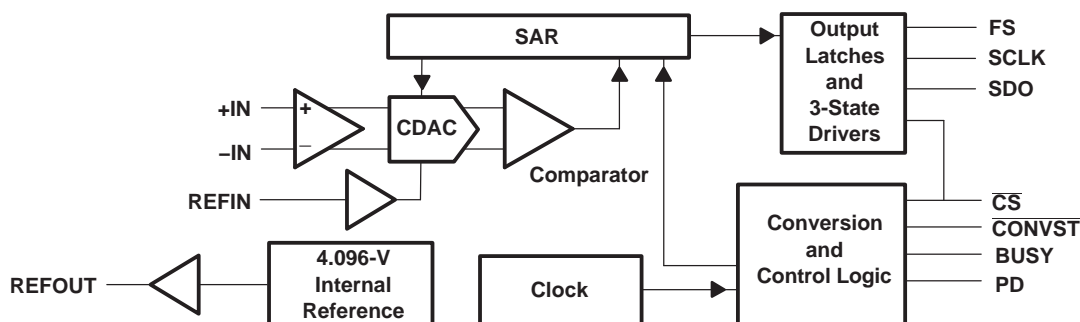 SAR
Output
Latches
and
3-State
Drivers
FS
SCLK
SDO
+IN
−IN
+
−
CDAC
Comparator
REFIN
CS
CONVST
BUSY
PD
Conversion
and
Control Logic
REFOUT
4.096-V
Internal
Reference
Clock